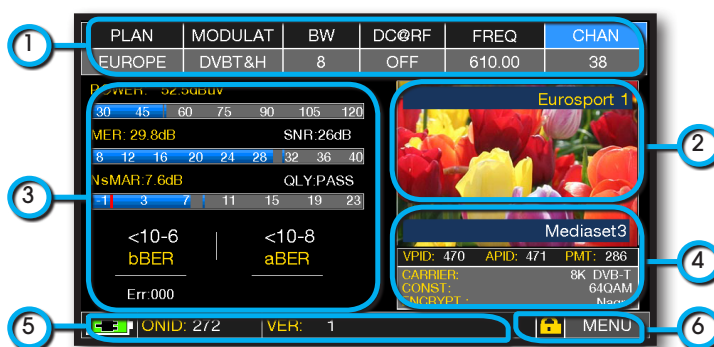 PLAN MODULAT BW DC@RF FREQ CHAN
EUROPE DVBT&H 8 OFF 610.00 38
1
POWER: 52.5dBuV
30 45 60 75 90 105 120
MER: 29.8dB SNR:26dB
8 12 16 20 24 28 32 36 40
NsMAR:7.6dB QLY:PASS
-1 3 7 11 15 19 23
<10-6 <10-8
bBER aBER
Err:000
3
Eurosport 1
2
Mediaset3
VPID: 470 APID: 471 PMT: 286
CARRIER: 8K DVB-T
CONST: 64QAM
ENCRYPT.: Nagra
4
5
ONID: 272 VER: 1
MENU
6